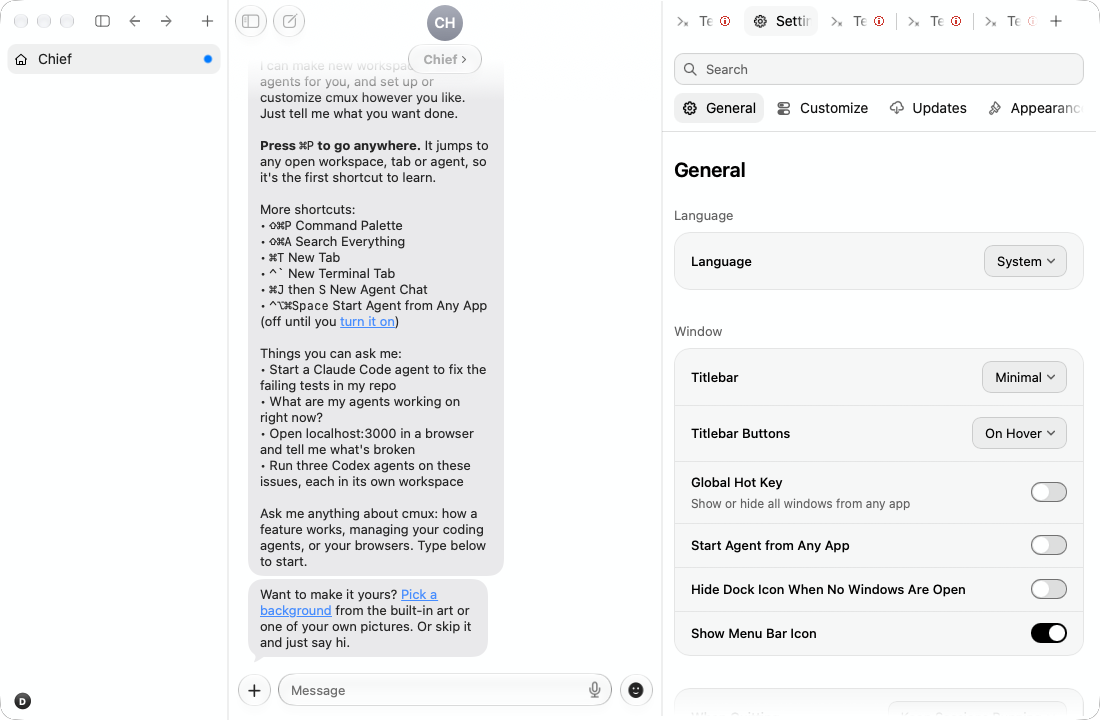 CH
Te
Settin
Te
Te
Te
Chief
Chief
I can make new workspa
agents for you, and set up or
customize cmux however you like.
Just tell me what you want done.
Press ⌘P to go anywhere. It jumps to
any open workspace, tab or agent, so
it's the first shortcut to learn.
More shortcuts:
• ⇧⌘P Command Palette
• ⇧⌘A Search Everything
• ⌘T New Tab
• ^` New Terminal Tab
• ⌘J then S New Agent Chat
• ^⌥⌘Space Start Agent from Any App
(off until you turn it on)
Things you can ask me:
• Start a Claude Code agent to fix the
failing tests in my repo
• What are my agents working on
right now?
• Open localhost:3000 in a browser
and tell me what's broken
• Run three Codex agents on these
issues, each in its own workspace
Ask me anything about cmux: how a
feature works, managing your coding
agents, or your browsers. Type below
to start.
Want to make it yours? Pick a
background from the built-in art or
one of your own pictures. Or skip it
and just say hi.
Message
D
Search
General
Customize
Updates
Appearanc
General
Language
Language
System
Window
Titlebar
Minimal
Titlebar Buttons
On Hover
Global Hot Key
Show or hide all windows from any app
Start Agent from Any App
Hide Dock Icon When No Windows Are Open
Show Menu Bar Icon